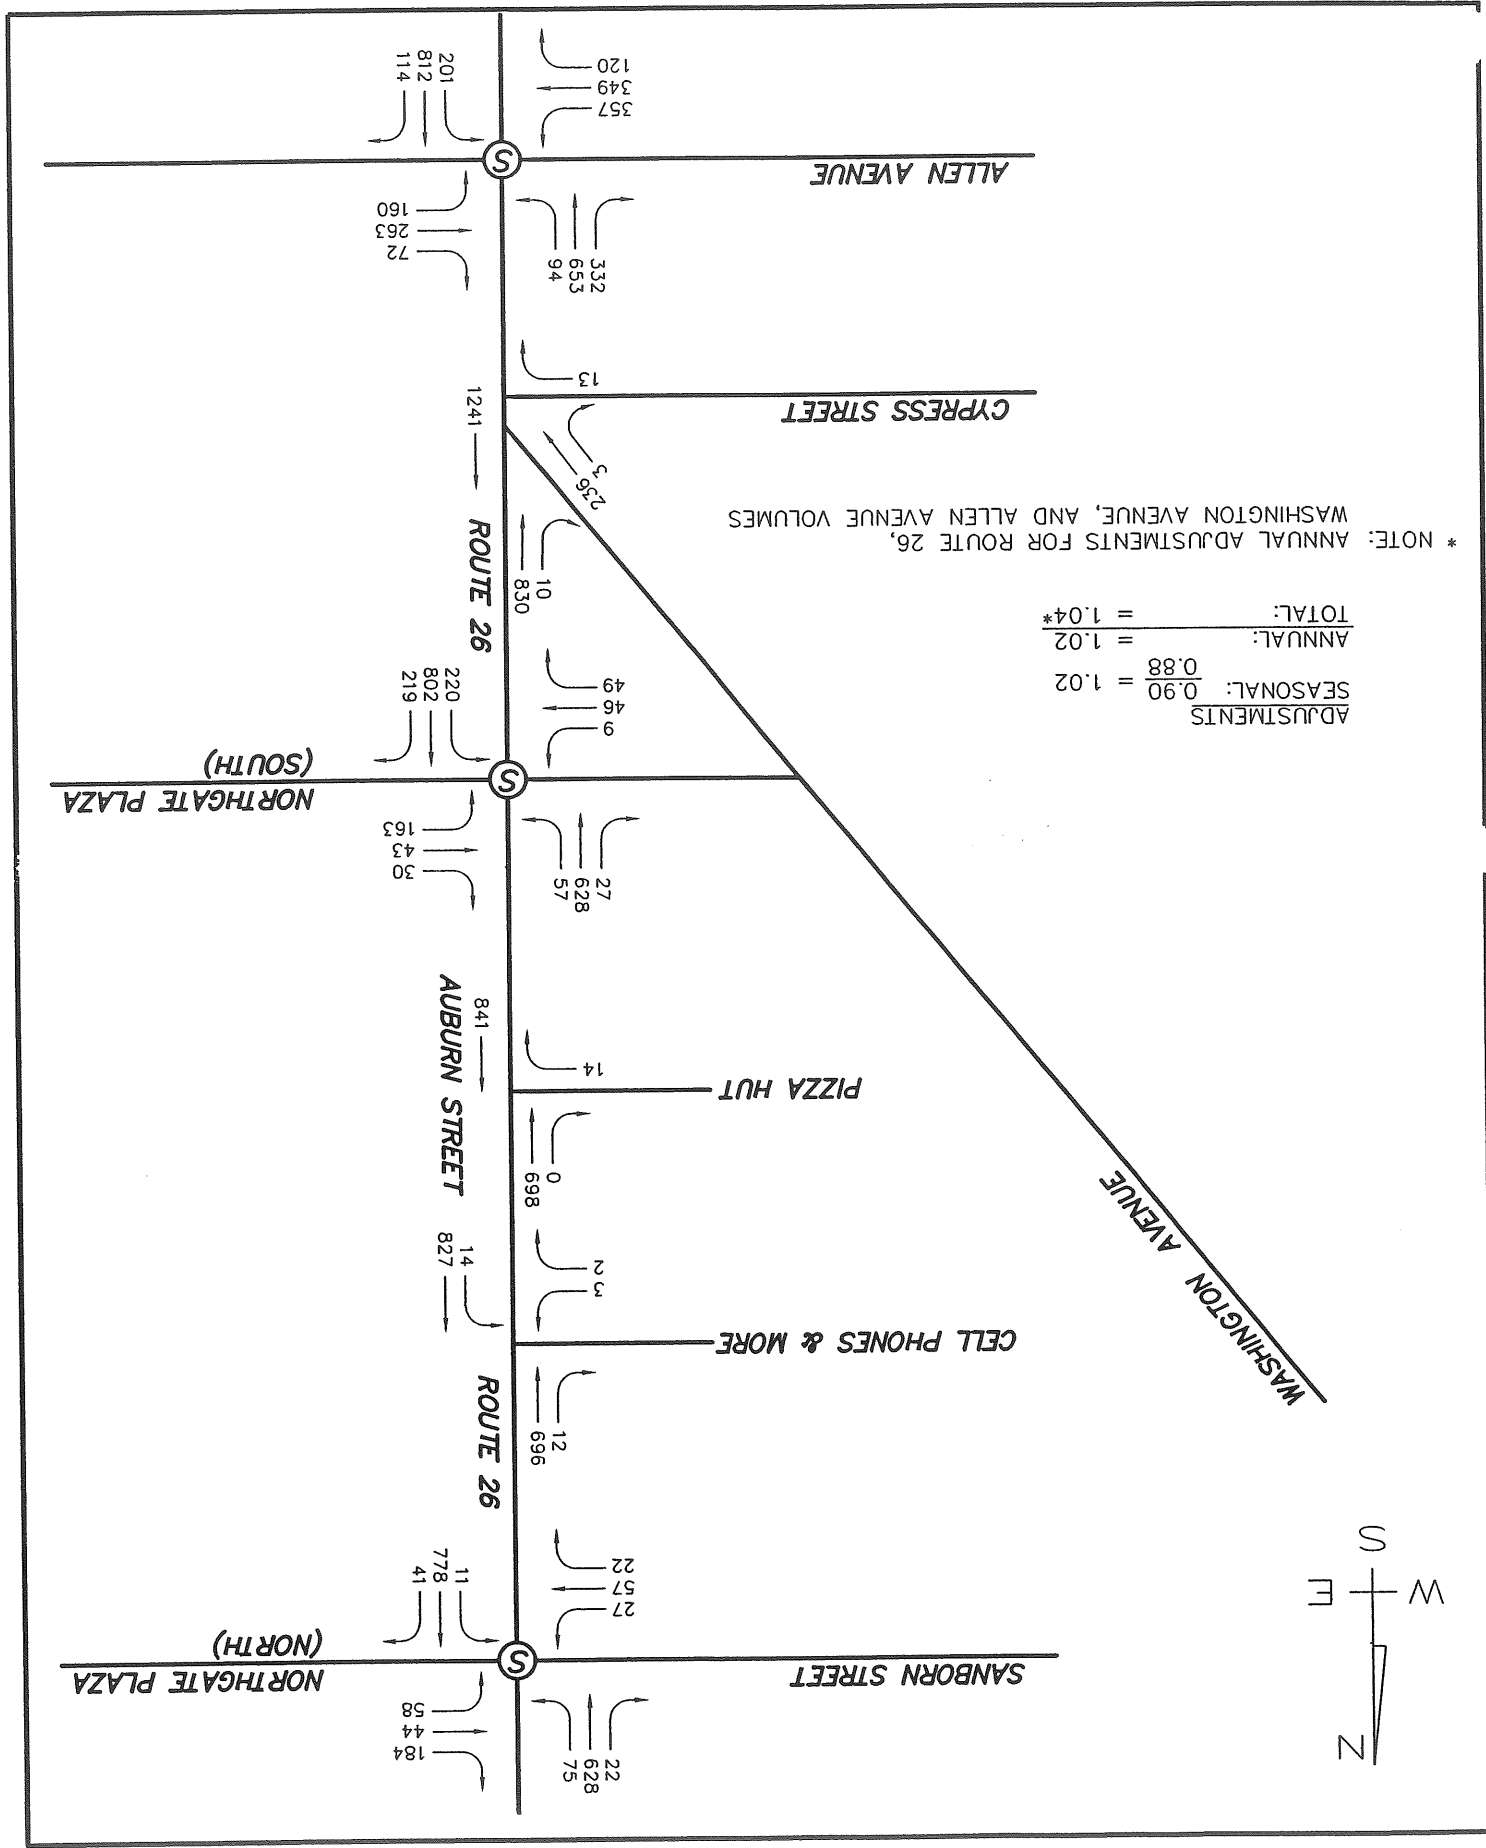 N
W
E
S
22
628
75
184
44
58
SANBORN STREET
NORTHGATE PLAZA
(NORTH)
27
57
22
11
778
41
ROUTE 26
12
696
CELL PHONES & MORE
3
2
14
827
0
698
PIZZA HUT
14
AUBURN STREET
841
WASHINGTON AVENUE
27
628
57
30
43
163
NORTHGATE PLAZA
(SOUTH)
9
46
49
220
802
219
ADJUSTMENTS
SEASONAL: 0.90 = 1.02
0.88
ANNUAL: = 1.02
TOTAL: = 1.04*
* NOTE: ANNUAL ADJUSTMENTS FOR ROUTE 26,
WASHINGTON AVENUE, AND ALLEN AVENUE VOLUMES
10
830
ROUTE 26
236
3
CYPRESS STREET
13
1241
332
653
94
72
263
160
ALLEN AVENUE
357
349
120
201
812
114
S
S
S